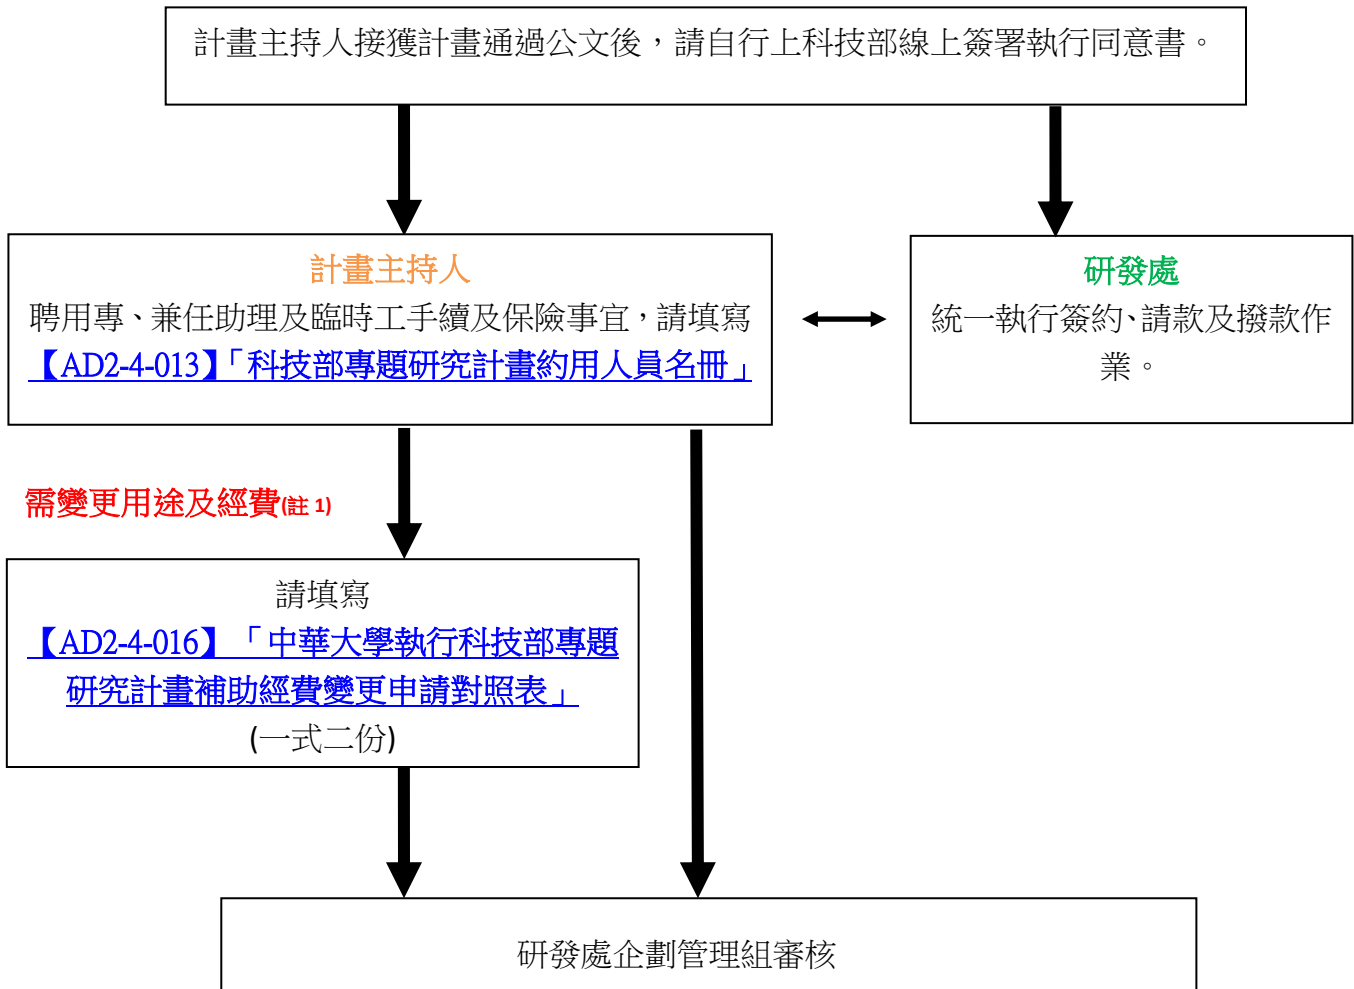 計畫主持人接獲計畫通過公文後，請自行上科技部線上簽署執行同意書。
計畫主持人
聘用專、兼任助理及臨時工手續及保險事宜，請填寫
【AD2-4-013】「科技部專題研究計畫約用人員名冊」
研發處
統一執行簽約、請款及撥款作
業。
需變更用途及經費(註 1)
請填寫
【AD2-4-016】「中華大學執行科技部專題
研究計畫補助經費變更申請對照表」
(一式二份)
研發處企劃管理組審核